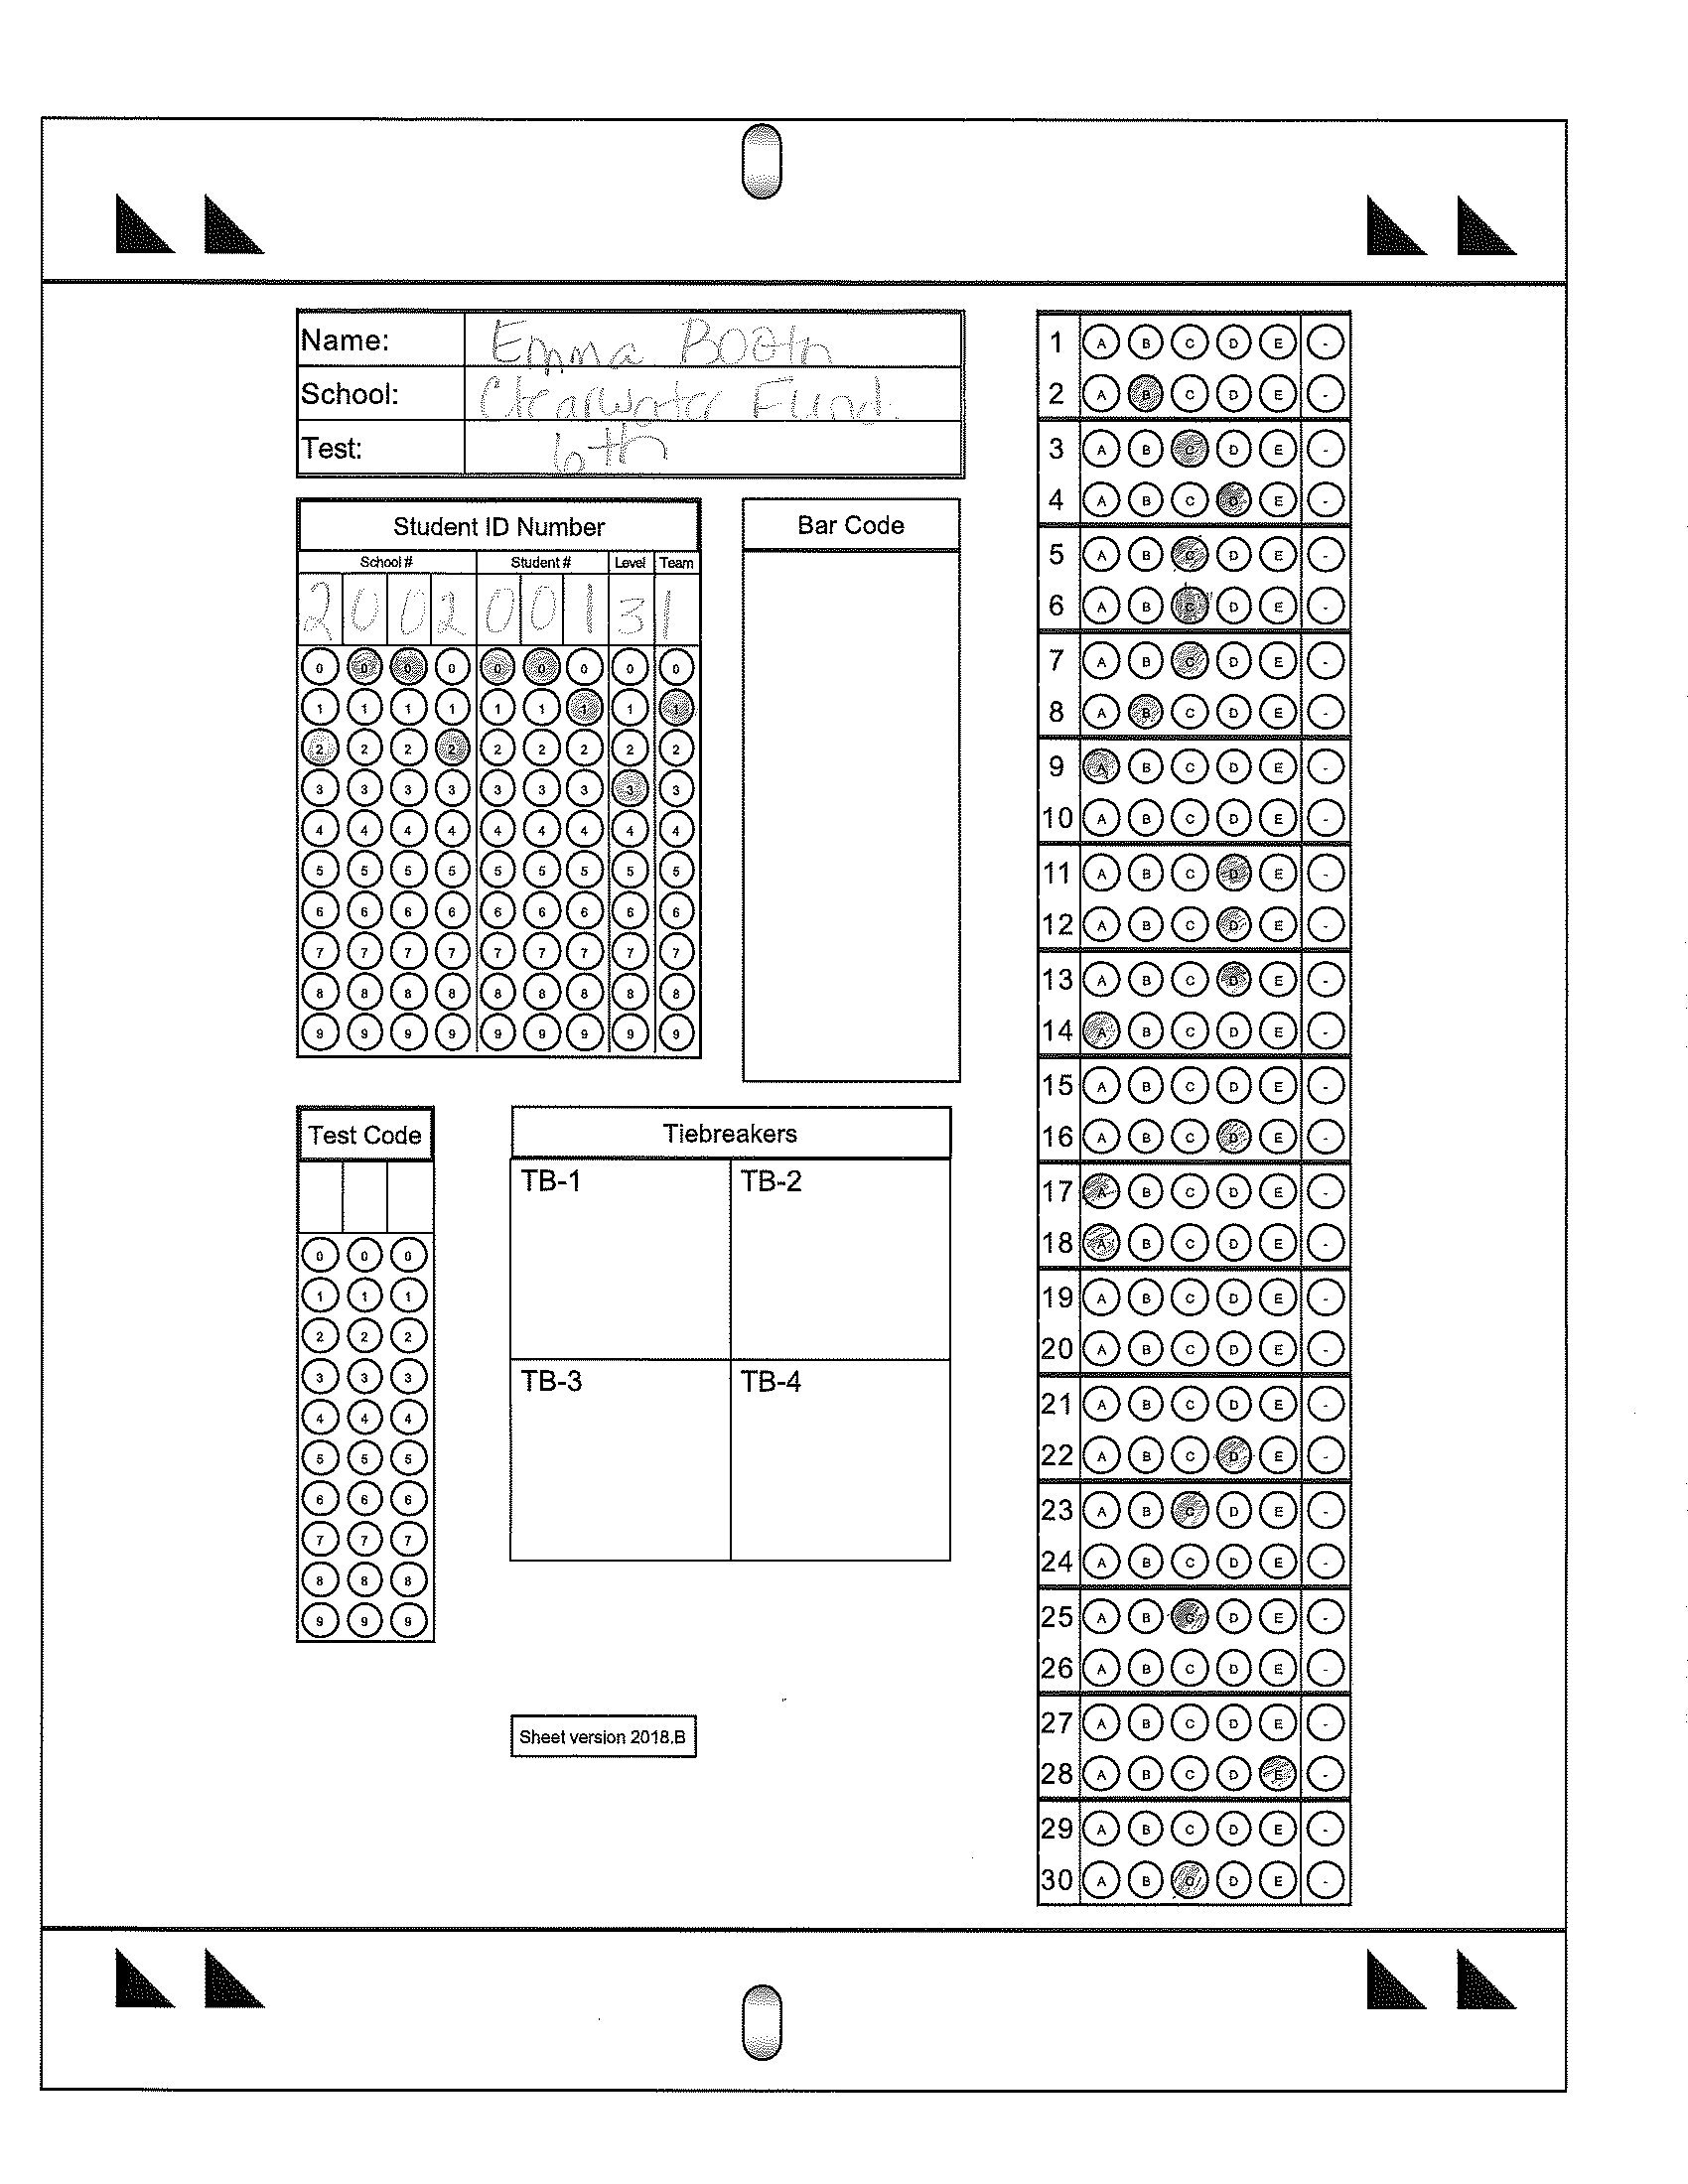 Name: Emma Booth
School: Clearwater Fund.
Test: 6th
Student ID Number
School # Student # Level Team
2 0 0 2 0 0 1 3 1
0 0 0 0 0 0 0 0 0
1 1 1 1 1 1 1 1 1
2 2 2 2 2 2 2 2 2
3 3 3 3 3 3 3 3 3
4 4 4 4 4 4 4 4 4
5 5 5 5 5 5 5 5 5
6 6 6 6 6 6 6 6 6
7 7 7 7 7 7 7 7 7
8 8 8 8 8 8 8 8 8
9 9 9 9 9 9 9 9 9
Bar Code
Test Code
0 0 0
1 1 1
2 2 2
3 3 3
4 4 4
5 5 5
6 6 6
7 7 7
8 8 8
9 9 9
Tiebreakers
TB-1 TB-2
TB-3 TB-4
Sheet version 2018.B
1 A B C D E -
2 A B C D E -
3 A B C D E -
4 A B C D E -
5 A B C D E -
6 A B C D E -
7 A B C D E -
8 A B C D E -
9 A B C D E -
10 A B C D E -
11 A B C D E -
12 A B C D E -
13 A B C D E -
14 A B C D E -
15 A B C D E -
16 A B C D E -
17 A B C D E -
18 A B C D E -
19 A B C D E -
20 A B C D E -
21 A B C D E -
22 A B C D E -
23 A B C D E -
24 A B C D E -
25 A B C D E -
26 A B C D E -
27 A B C D E -
28 A B C D E -
29 A B C D E -
30 A B C D E -